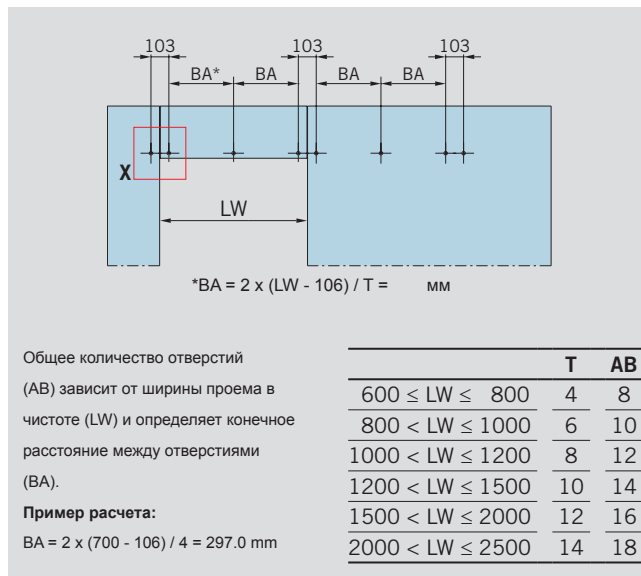 103 103 103
BA* BA BA BA
X
LW
*BA = 2 x (LW - 106) / T = мм
Общее количество отверстий
(AB) зависит от ширины проема в
чистоте (LW) и определяет конечное
расстояние между отверстиями
(BA).
Пример расчета:
BA = 2 x (700 - 106) / 4 = 297.0 mm
T AB
600 ≤ LW ≤ 800 4 8
800 < LW ≤ 1000 6 10
1000 < LW ≤ 1200 8 12
1200 < LW ≤ 1500 10 14
1500 < LW ≤ 2000 12 16
2000 < LW ≤ 2500 14 18